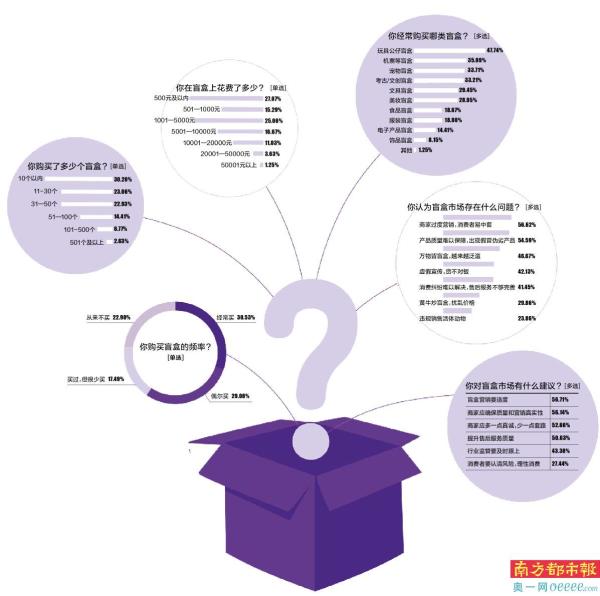 你经常购买哪类盲盒？ [多选]
玩具公仔盲盒 47.74%
机票等盲盒 35.09%
宠物盲盒 33.71%
考古/文创盲盒 33.21%
文具盲盒 29.45%
美妆盲盒 28.95%
食品盲盒 18.67%
服装盲盒 18.08%
电子产品盲盒 14.41%
饰品盲盒 8.15%
其他 1.25%
你在盲盒上花费了多少？ [单选]
500元及以内 27.07%
501—1000元 15.29%
1001—5000元 25.06%
5001—10000元 16.67%
10001—20000元 11.03%
20001—50000元 3.63%
50001元以上 1.25%
你购买了多少个盲盒？ [单选]
10个以内 30.20%
11-30个 23.06%
31—50个 22.93%
51—100个 14.41%
101—500个 6.77%
501个及以上 2.63%
你认为盲盒市场存在什么问题？ [多选]
商家过度营销，消费者易中套 56.62%
产品质量难以保障，出现假冒伪劣产品 54.59%
万物皆盲盒，越来越泛滥 46.67%
虚假宣传，货不对板 42.13%
消费纠纷难以解决，售后服务不够完善 41.45%
黄牛炒盲盒，扰乱价格 29.86%
违规销售活体动物 23.86%
你购买盲盒的频率？
[单选]
从来不买 22.90%
经常买 30.53%
买过，但很少买 17.49%
偶尔买 29.08%
你对盲盒市场有什么建议？ [多选]
盲盒营销要适度 56.71%
商家应确保质量和营销真实性 56.14%
商家应多一点真诚，少一点套路 52.66%
提升售后服务质量 50.63%
行业监管要及时跟上 43.38%
消费者要认清风险，理性消费 27.44%
南方都市报
奥一网oeeee.com